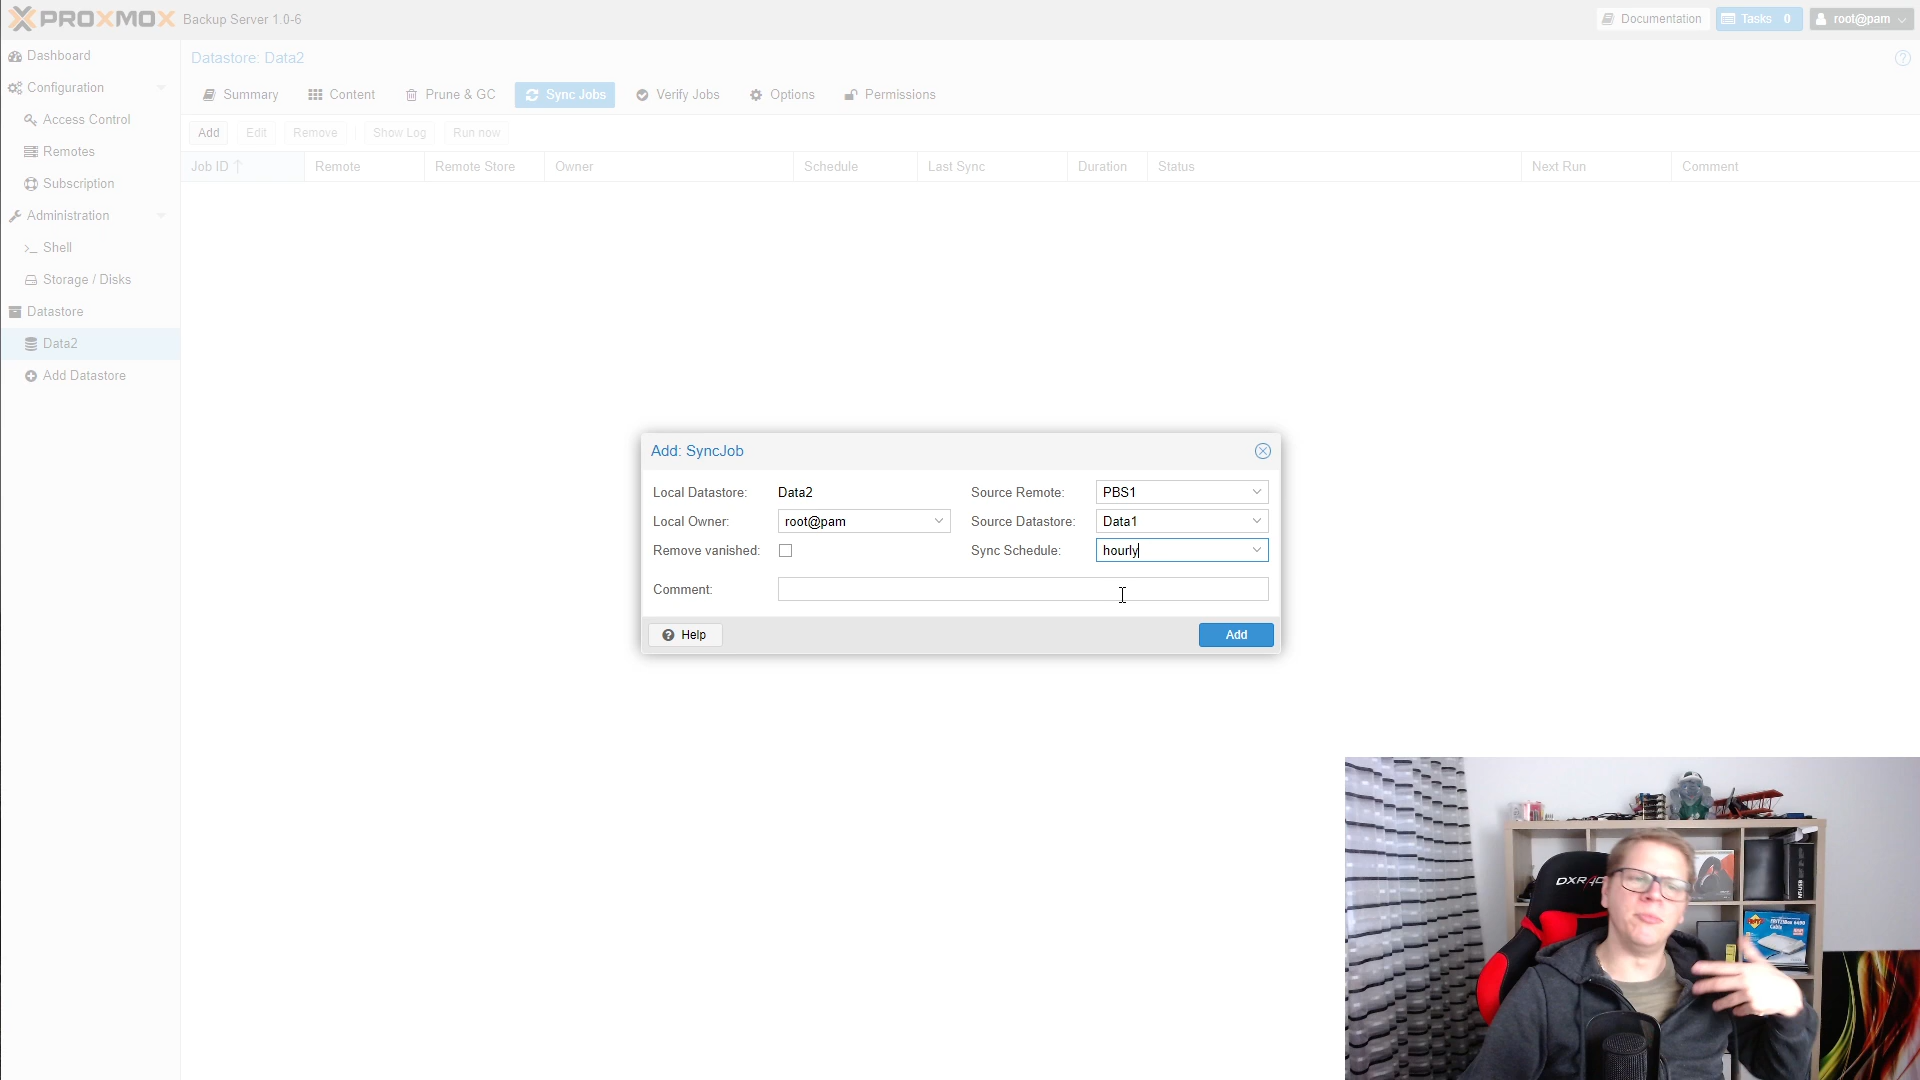 PROXMOX Backup Server 1.0-6
Documentation
Tasks 0
root@pam
Dashboard
Configuration
Access Control
Remotes
Subscription
Administration
Shell
Storage / Disks
Datastore
Data2
Add Datastore
Datastore: Data2
Summary Content Prune & GC Sync Jobs Verify Jobs Options Permissions
Add Edit Remove Show Log Run now
Job ID Remote Remote Store Owner Schedule Last Sync Duration Status Next Run Comment
Add: SyncJob
Local Datastore: Data2
Source Remote: PBS1
Local Owner: root@pam
Source Datastore: Data1
Remove vanished:
Sync Schedule: hourly
Comment:
Help
Add